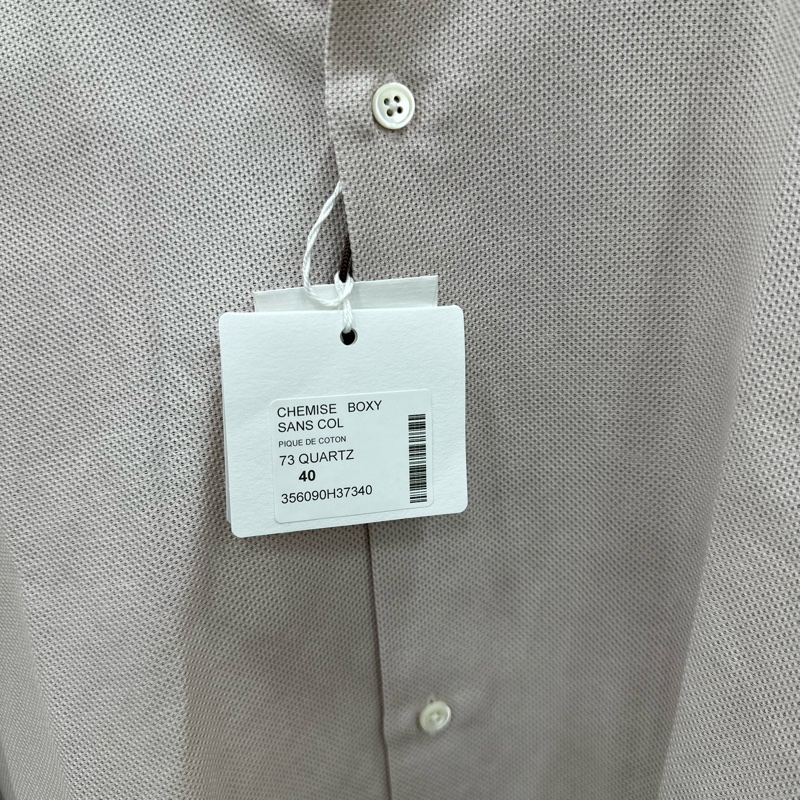 CHEMISE BOXY
SANS COL
PIQUE DE COTON
73 QUARTZ
40
356090H37340